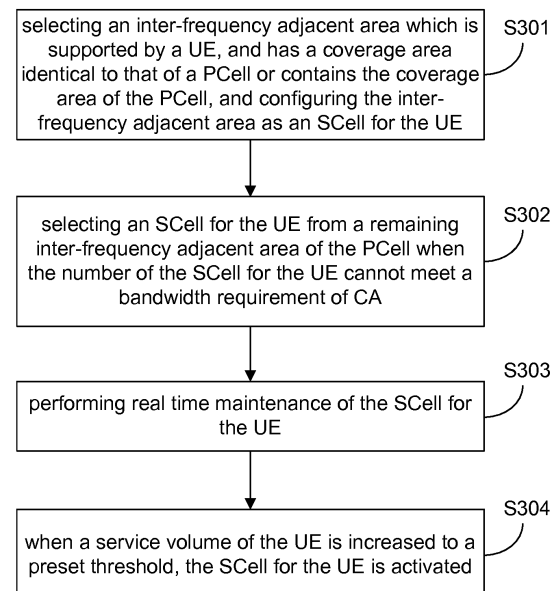 selecting an inter-frequency adjacent area which is
supported by a UE, and has a coverage area
identical to that of a PCell or contains the coverage
area of the PCell, and configuring the inter-
frequency adjacent area as an SCell for the UE
S301
selecting an SCell for the UE from a remaining
inter-frequency adjacent area of the PCell when
the number of the SCell for the UE cannot meet a
bandwidth requirement of CA
S302
performing real time maintenance of the SCell for
the UE
S303
when a service volume of the UE is increased to a
preset threshold, the SCell for the UE is activated
S304